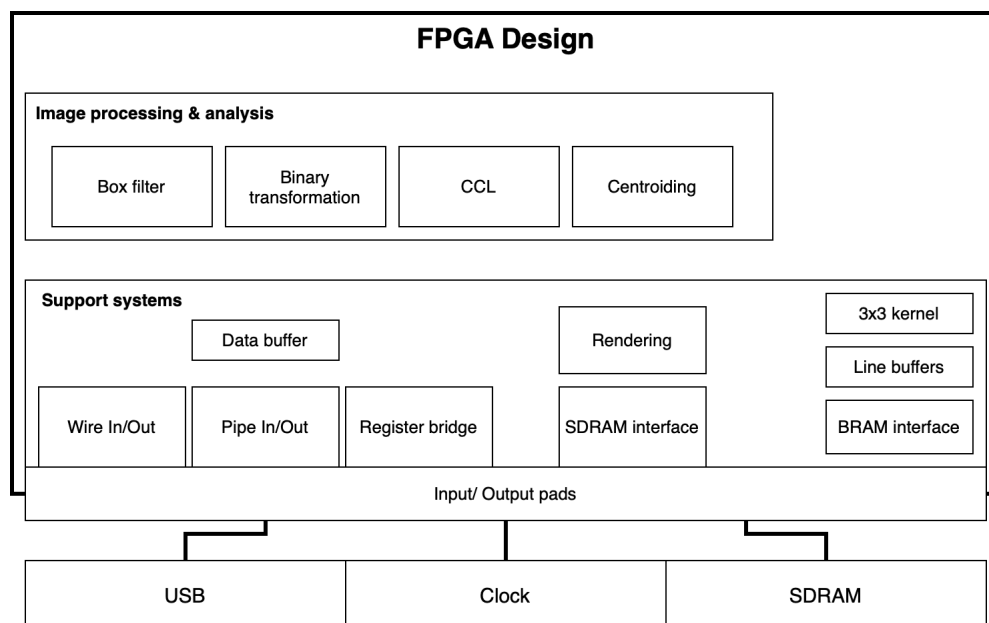 FPGA Design
Image processing & analysis
Box filter
Binary
transformation
CCL
Centroiding
Support systems
Data buffer
Rendering
3x3 kernel
Line buffers
Wire In/Out
Pipe In/Out
Register bridge
SDRAM interface
BRAM interface
Input/ Output pads
USB
Clock
SDRAM